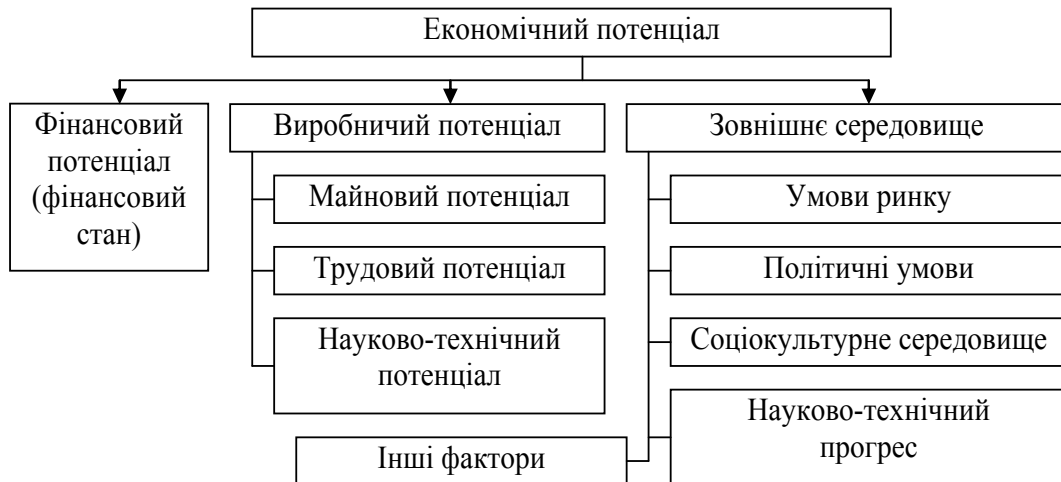 Економічний потенціал
Фінансовий
потенціал
(фінансовий
стан)
Виробничий потенціал
Майновий потенціал
Трудовий потенціал
Науково-технічний
потенціал
Зовнішнє середовище
Умови ринку
Політичні умови
Соціокультурне середовище
Науково-технічний
прогрес
Інші фактори